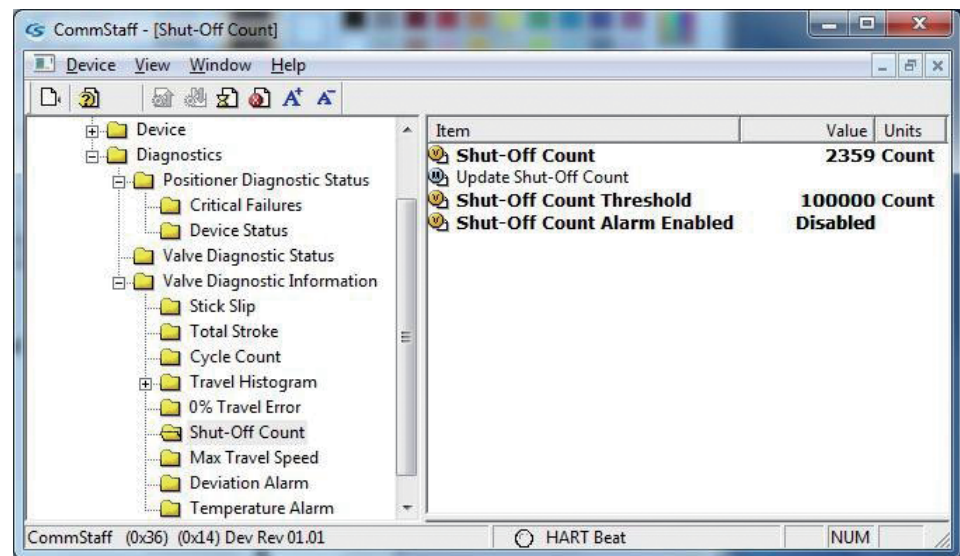 CommStaff - [Shut-Off Count]
Device View Window Help
Device
Diagnostics
Positioner Diagnostic Status
Critical Failures
Device Status
Valve Diagnostic Status
Valve Diagnostic Information
Stick Slip
Total Stroke
Cycle Count
Travel Histogram
0% Travel Error
Shut-Off Count
Max Travel Speed
Deviation Alarm
Temperature Alarm
Item Value Units
Shut-Off Count 2359 Count
Update Shut-Off Count
Shut-Off Count Threshold 100000 Count
Shut-Off Count Alarm Enabled Disabled
CommStaff (0x36) (0x14) Dev Rev 01.01 HART Beat NUM